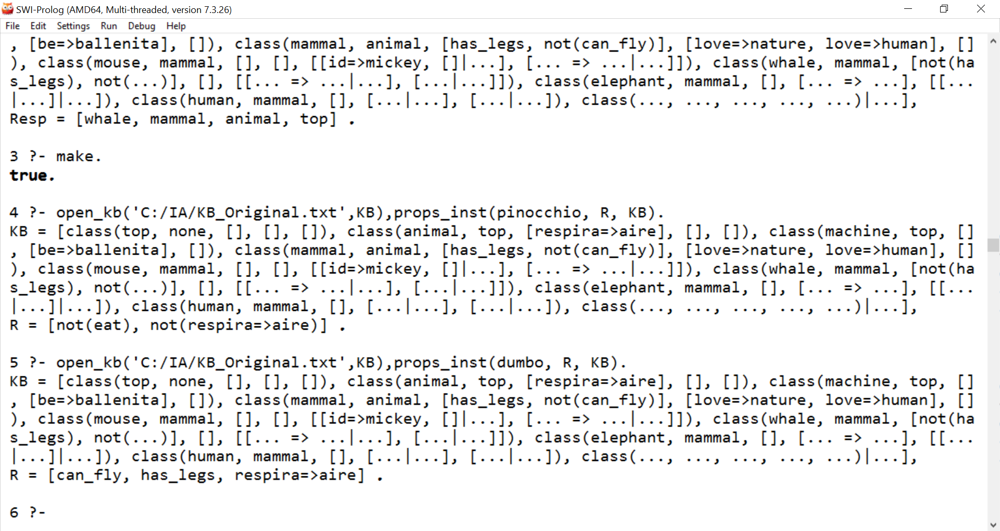 SWI-Prolog (AMD64, Multi-threaded, version 7.3.26)
File Edit Settings Run Debug Help
, [be=>ballenita], []), class(mammal, animal, [has_legs, not(can_fly)], [love=>nature, love=>human], []
), class(mouse, mammal, [], [], [[id=>mickey, []|...], [... => ...|...]]), class(whale, mammal, [not(ha
s_legs), not(...)], [], [[... => ...|...], [...|...]]), class(elephant, mammal, [], [... => ...], [[...
|...]|...]), class(human, mammal, [], [...|...], [...|...]), class(..., ..., ..., ..., ...)|...],
Resp = [whale, mammal, animal, top] .
3 ?- make.
true.
4 ?- open_kb('C:/IA/KB_Original.txt',KB),props_inst(pinocchio, R, KB).
KB = [class(top, none, [], [], []), class(animal, top, [respira=>aire], [], []), class(machine, top, []
, [be=>ballenita], []), class(mammal, animal, [has_legs, not(can_fly)], [love=>nature, love=>human], []
), class(mouse, mammal, [], [], [[id=>mickey, []|...], [... => ...|...]]), class(whale, mammal, [not(ha
s_legs), not(...)], [], [[... => ...|...], [...|...]]), class(elephant, mammal, [], [... => ...], [[...
|...]|...]), class(human, mammal, [], [...|...], [...|...]), class(..., ..., ..., ..., ...)|...],
R = [not(eat), not(respira=>aire)] .
5 ?- open_kb('C:/IA/KB_Original.txt',KB),props_inst(dumbo, R, KB).
KB = [class(top, none, [], [], []), class(animal, top, [respira=>aire], [], []), class(machine, top, []
, [be=>ballenita], []), class(mammal, animal, [has_legs, not(can_fly)], [love=>nature, love=>human], []
), class(mouse, mammal, [], [], [[id=>mickey, []|...], [... => ...|...]]), class(whale, mammal, [not(ha
s_legs), not(...)], [], [[... => ...|...], [...|...]]), class(elephant, mammal, [], [... => ...], [[...
|...]|...]), class(human, mammal, [], [...|...], [...|...]), class(..., ..., ..., ..., ...)|...],
R = [can_fly, has_legs, respira=>aire] .
6 ?-